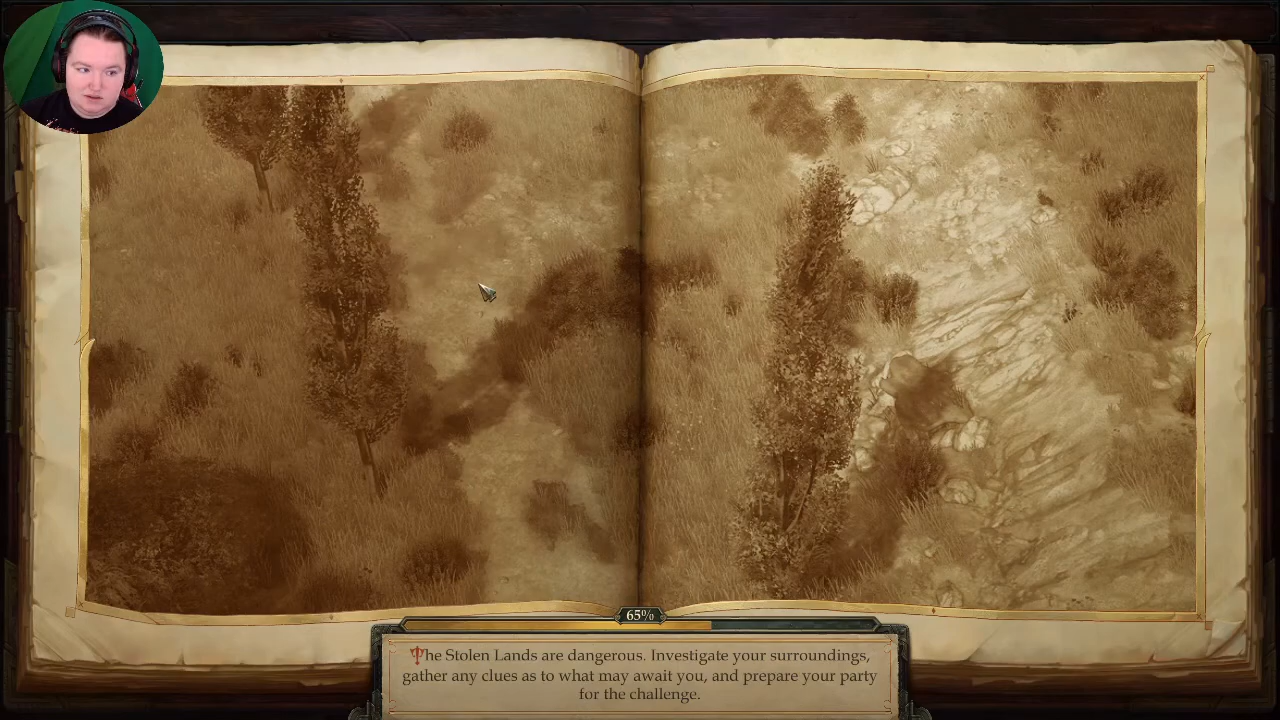 65%
The Stolen Lands are dangerous. Investigate your surroundings,
gather any clues as to what may await you, and prepare your party
for the challenge.